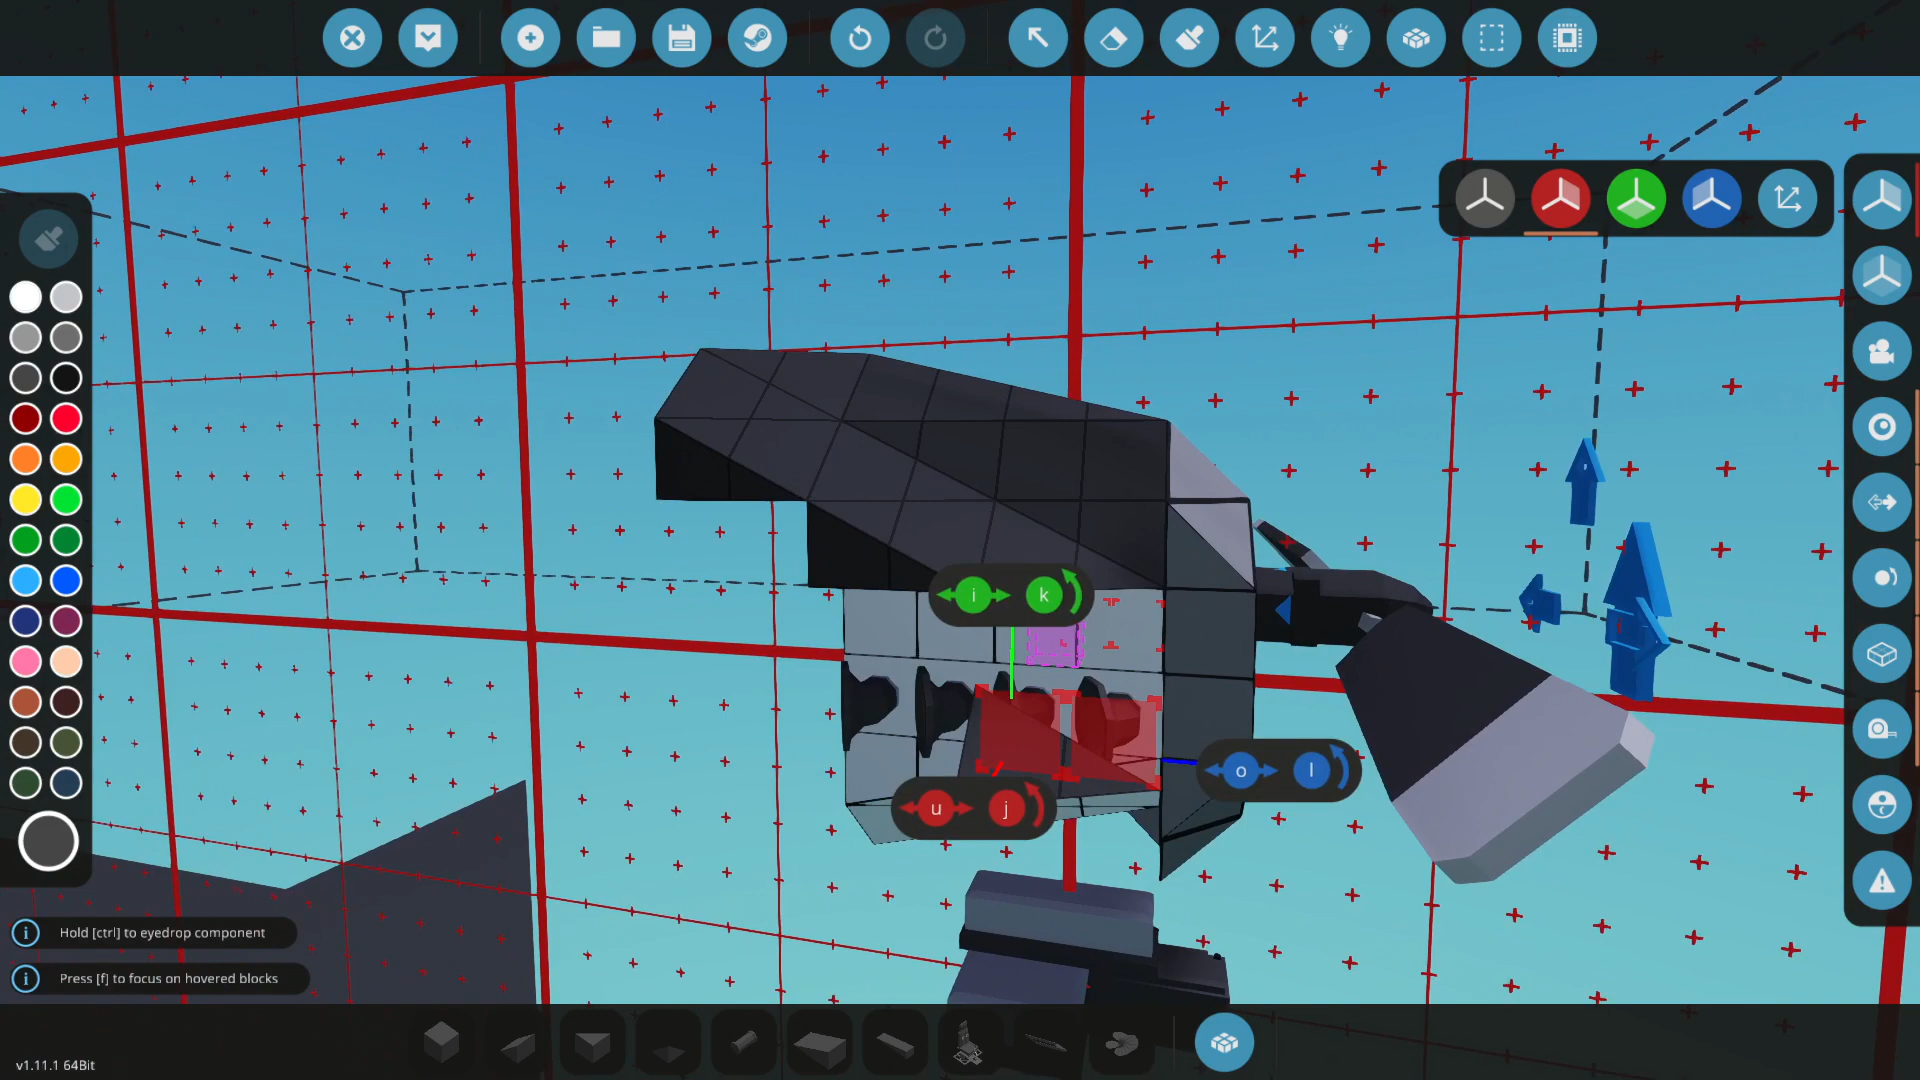 i k
o l
u j
Hold [ctrl] to eyedrop component
Press [f] to focus on hovered blocks
v1.11.1 64Bit